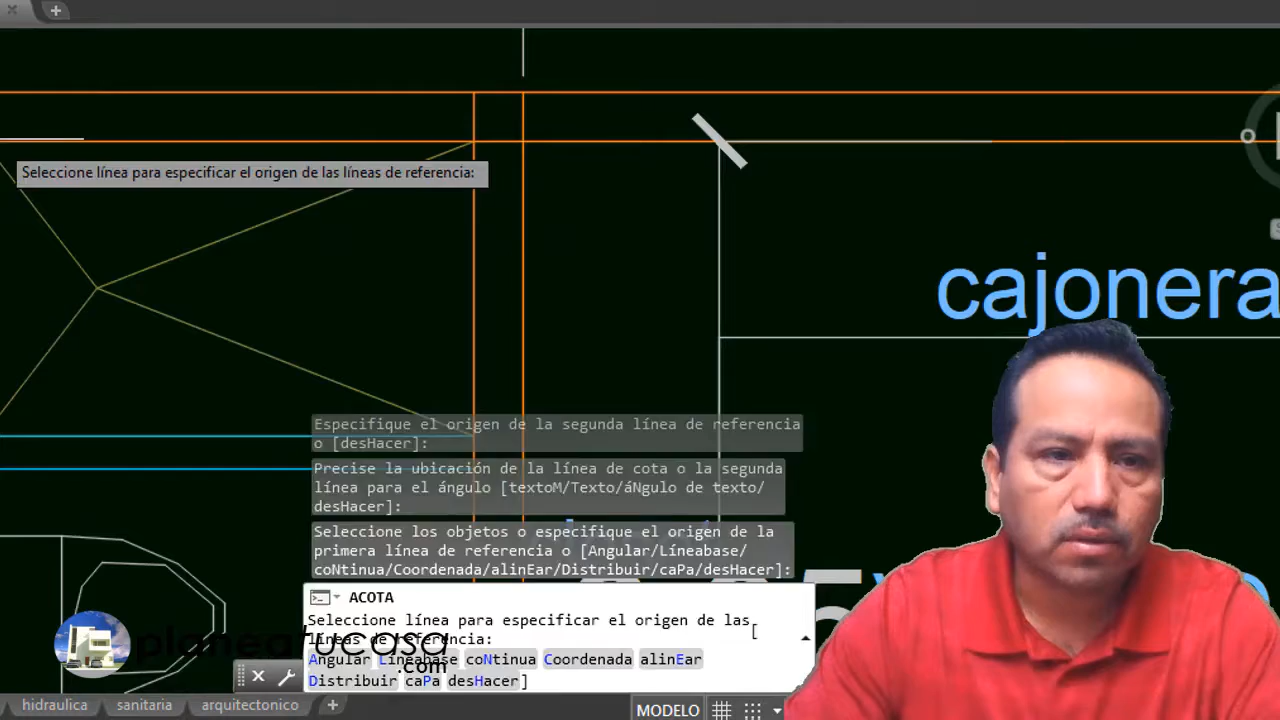 Seleccione línea para especificar el origen de las líneas de referencia:
cajonera
Especifique el origen de la segunda línea de referencia
o [desHacer]:
Precise la ubicación de la línea de cota o la segunda
línea para el ángulo [textoM/Texto/áNgulo de texto/
desHacer]:
Seleccione los objetos o especifique el origen de la
primera línea de referencia o [Angular/Líneabase/
coNtinua/Coordenada/alinEar/Distribuir/caPa/desHacer]:
ACOTA
Seleccione línea para especificar el origen de las [
líneas de referencia:
Angular Líneabase coNtinua Coordenada alinEar
Distribuir caPa desHacer]
planeatucasa
.com
hidraulica sanitaria arquitectonico
MODELO